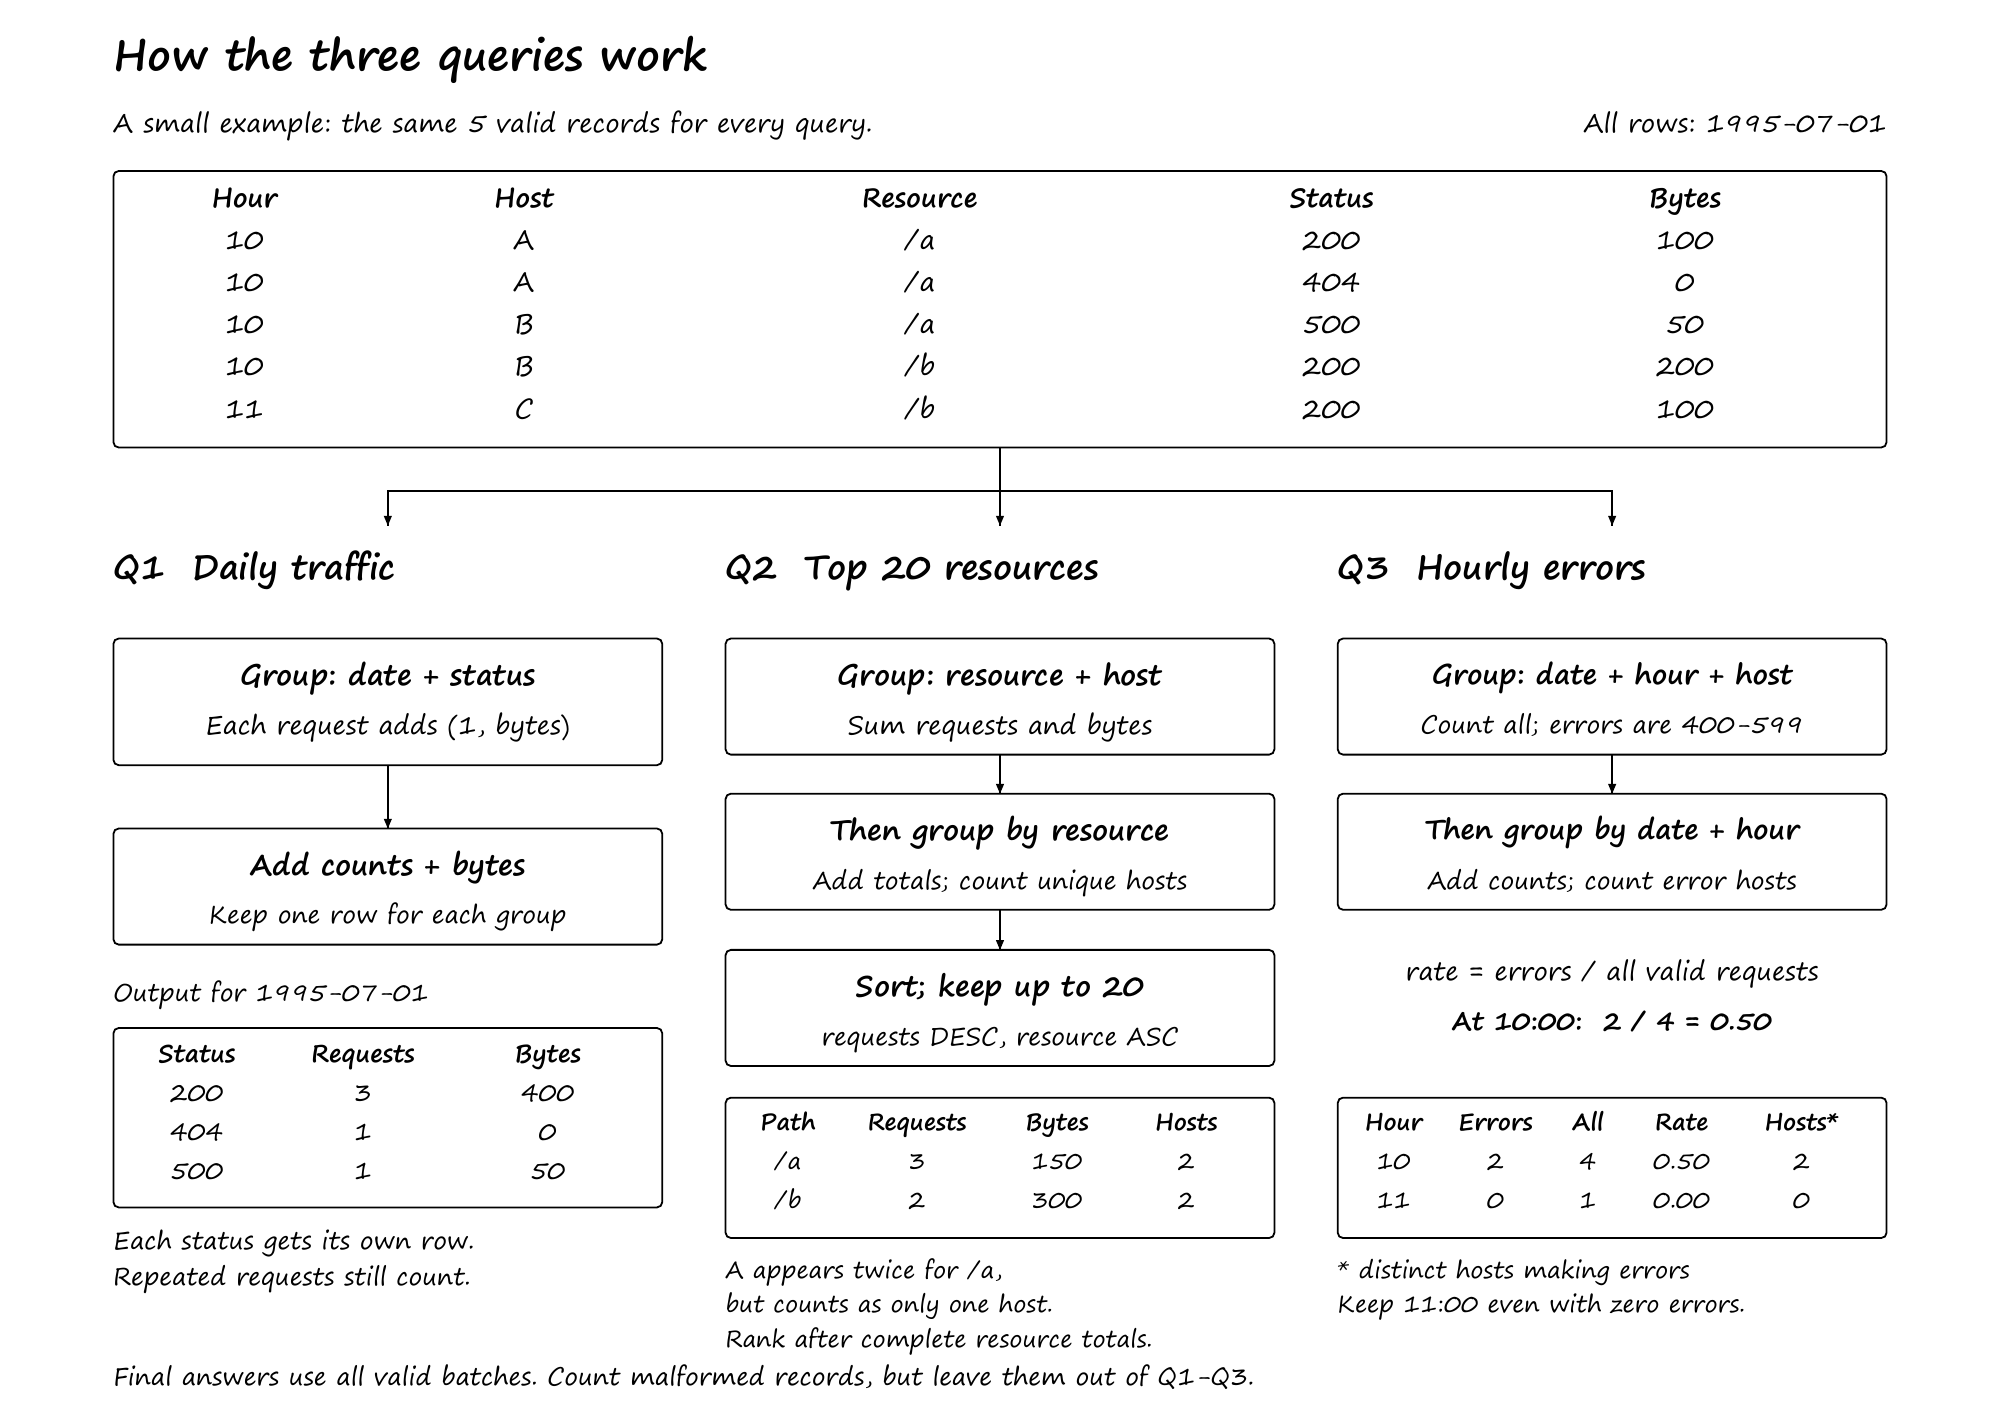 How the three queries work
A small example: the same 5 valid records for every query. All rows: 1995-07-01
Hour Host Resource Status Bytes
10 A /a 200 100
10 A /a 404 0
10 B /a 500 50
10 B /b 200 200
11 C /b 200 100
Q1 Daily traffic
Group: date + status
Each request adds (1, bytes)
Add counts + bytes
Keep one row for each group
Output for 1995-07-01
Status Requests Bytes
200 3 400
404 1 0
500 1 50
Each status gets its own row.
Repeated requests still count.
Q2 Top 20 resources
Group: resource + host
Sum requests and bytes
Then group by resource
Add totals; count unique hosts
Sort; keep up to 20
requests DESC, resource ASC
Path Requests Bytes Hosts
/a 3 150 2
/b 2 300 2
A appears twice for /a,
but counts as only one host.
Rank after complete resource totals.
Q3 Hourly errors
Group: date + hour + host
Count all; errors are 400-599
Then group by date + hour
Add counts; count error hosts
rate = errors / all valid requests
At 10:00: 2 / 4 = 0.50
Hour Errors All Rate Hosts*
10 2 4 0.50 2
11 0 1 0.00 0
* distinct hosts making errors
Keep 11:00 even with zero errors.
Final answers use all valid batches. Count malformed records, but leave them out of Q1-Q3.